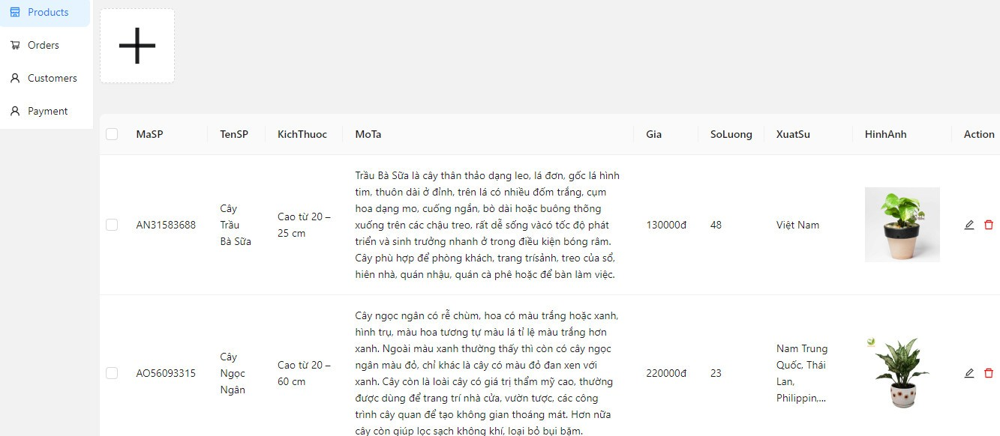 Products
Orders
Customers
Payment
MaSP TenSP KichThuoc MoTa Gia SoLuong XuatSu HinhAnh Action
AN31583688
Cây
Trầu
Bà Sữa
Cao từ 20 –
25 cm
Trầu Bà Sữa là cây thân thảo dạng leo, lá đơn, gốc lá hình
tim, thuôn dài ở đỉnh, trên lá có nhiều đốm trắng, cụm
hoa dạng mo, cuống ngắn, bò dài hoặc buông thõng
xuống trên các chậu treo, rất dễ sống vàcó tốc độ phát
triển và sinh trưởng nhanh ở trong điều kiện bóng râm.
Cây phù hợp để phòng khách, trang trísảnh, treo của sổ,
hiên nhà, quán nhậu, quán cà phê hoặc để bàn làm việc.
130000đ
48
Việt Nam
AO56093315
Cây
Ngọc
Ngân
Cao từ 20 –
60 cm
Cây ngọc ngân có rễ chùm, hoa có màu trắng hoặc xanh,
hình trụ, màu hoa tương tự màu lá tỉ lệ màu trắng hơn
xanh. Ngoài màu xanh thường thấy thì còn có cây ngọc
ngân màu đỏ, chỉ khác là cây có màu đỏ đan xen với
xanh. Cây còn là loài cây có giá trị thẩm mỹ cao, thường
được dùng để trang trí nhà cửa, vườn tược, các công
trình cây quan để tạo không gian thoáng mát. Hơn nữa
cây còn giúp lọc sạch không khí, loại bỏ bụi bặm.
220000đ
23
Nam Trung
Quốc, Thái
Lan,
Philippin,...